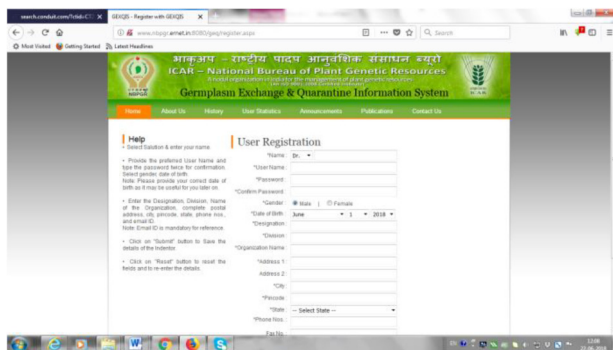 search.conduit.com/?ctid=CT
GEXQIS - Register with GEXQIS
www.nbpgr.ernet.in:8080/geq/register.aspx
Search
Most Visited Getting Started Latest Headlines
भाकृअप – राष्ट्रीय पादप आनुवंशिक संसाधन ब्यूरो
ICAR – National Bureau of Plant Genetic Resources
Germplasm Exchange & Quarantine Information System
NBPGR
ICAR
Home About Us History User Statistics Announcements Publications Contact Us
Help
• Select Salution & enter your name.
• Provide the preferred User Name and
type the password twice for confirmation.
Select gender, date of birth.
Note: Please provide your correct date of
birth as it may be useful for you later on.
• Enter the Designation, Division, Name
of the Organization, complete postal
address, city, pincode, state, phone nos.,
and email ID.
Note: Email ID is mandatory for reference.
• Click on "Submit" button to Save the
details of the Indentor.
• Click on "Reset" button to reset the
fields and to re-enter the details.
User Registration
*Name: Dr.
*User Name:
*Password:
*Confirm Password:
*Gender: Male | Female
*Date of Birth: June 1 2018
*Designation:
*Division:
*Organization Name:
*Address 1:
Address 2:
*City:
*Pincode:
*State: -- Select State --
*Phone Nos.:
Fax No.:
EN
12:08